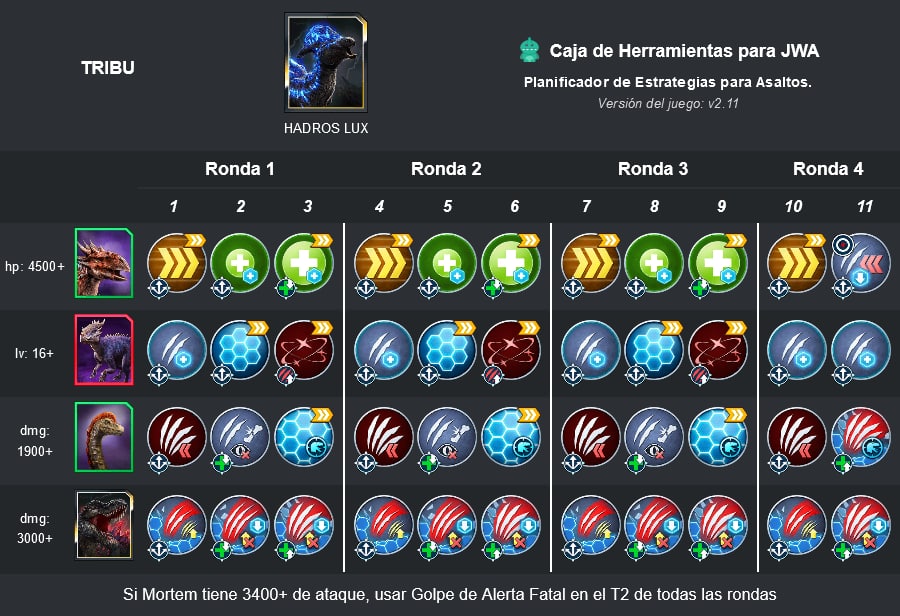 TRIBU
HADROS LUX
Caja de Herramientas para JWA
Planificador de Estrategias para Asaltos.
Versión del juego: v2.11
Ronda 1 Ronda 2 Ronda 3 Ronda 4
1 2 3 4 5 6 7 8 9 10 11
hp: 4500+
lv: 16+
dmg:
1900+
dmg:
3000+
Si Mortem tiene 3400+ de ataque, usar Golpe de Alerta Fatal en el T2 de todas las rondas